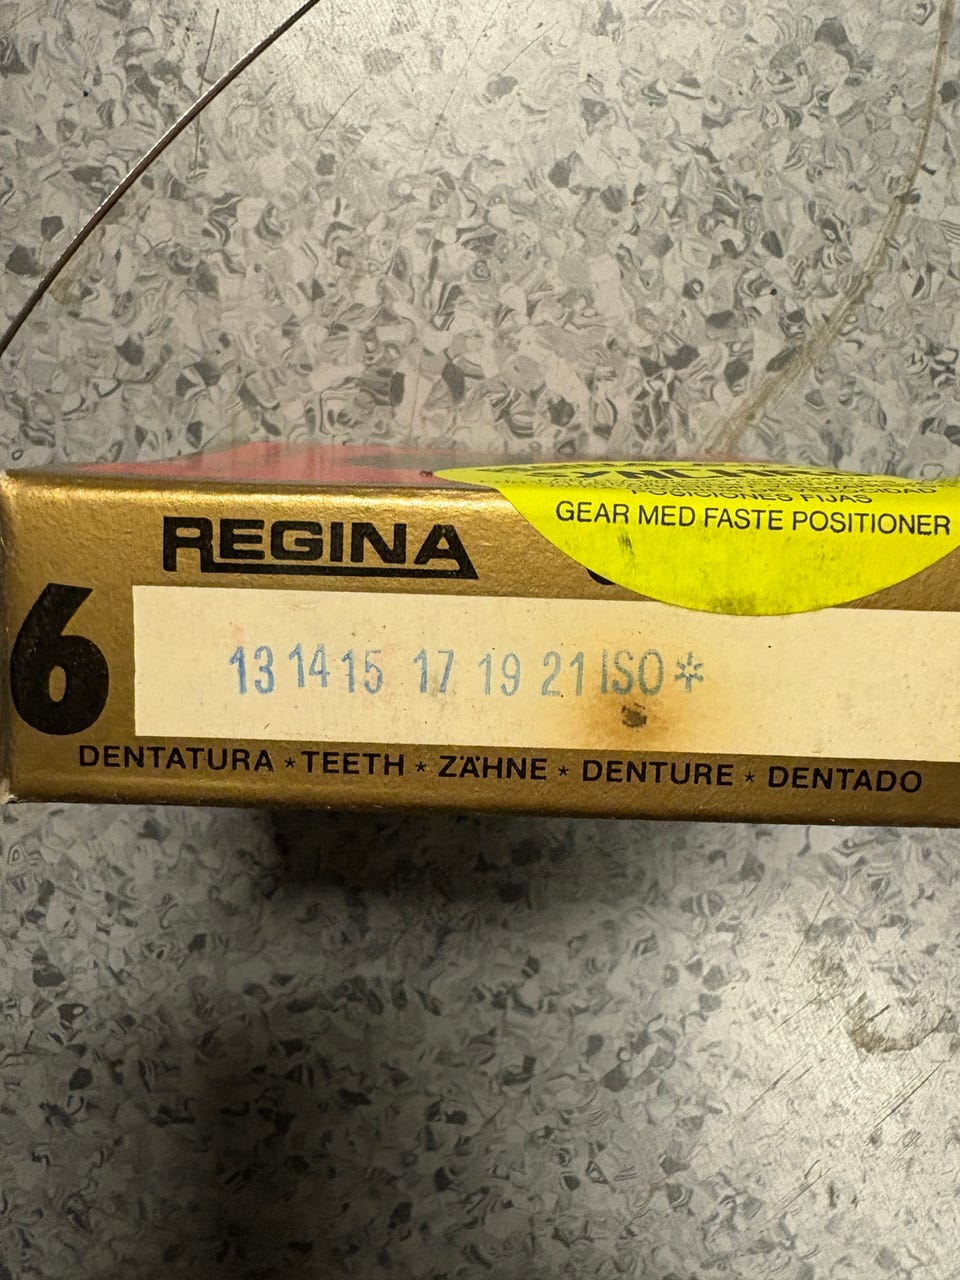 POSICIONES FIJAS
GEAR MED FASTE POSITIONER
REGINA
6
13 14 15 17 19 21 ISO *
DENTATURA * TEETH * ZÄHNE * DENTURE * DENTADO